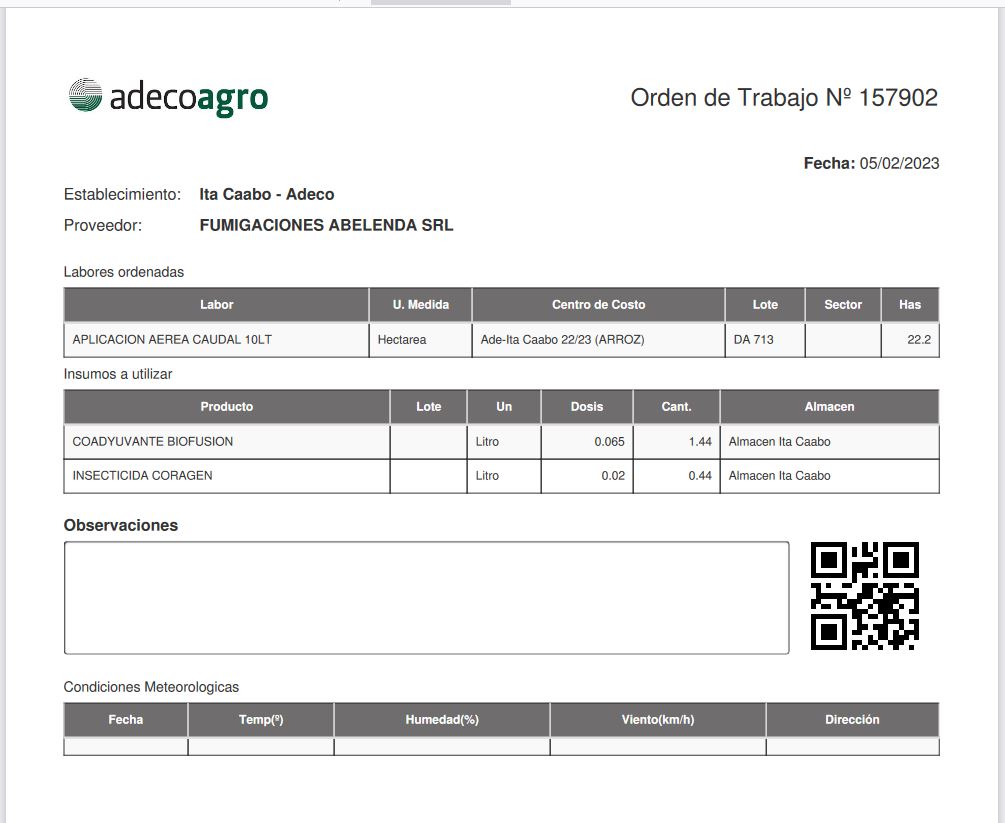 adecoagro
Orden de Trabajo Nº 157902
Fecha: 05/02/2023
Establecimiento: Ita Caabo - Adeco
Proveedor: FUMIGACIONES ABELENDA SRL
Labores ordenadas
Labor U. Medida Centro de Costo Lote Sector Has
APLICACION AEREA CAUDAL 10LT Hectarea Ade-Ita Caabo 22/23 (ARROZ) DA 713 22.2
Insumos a utilizar
Producto Lote Un Dosis Cant. Almacen
COADYUVANTE BIOFUSION Litro 0.065 1.44 Almacen Ita Caabo
INSECTICIDA CORAGEN Litro 0.02 0.44 Almacen Ita Caabo
Observaciones
Condiciones Meteorologicas
Fecha Temp(º) Humedad(%) Viento(km/h) Dirección